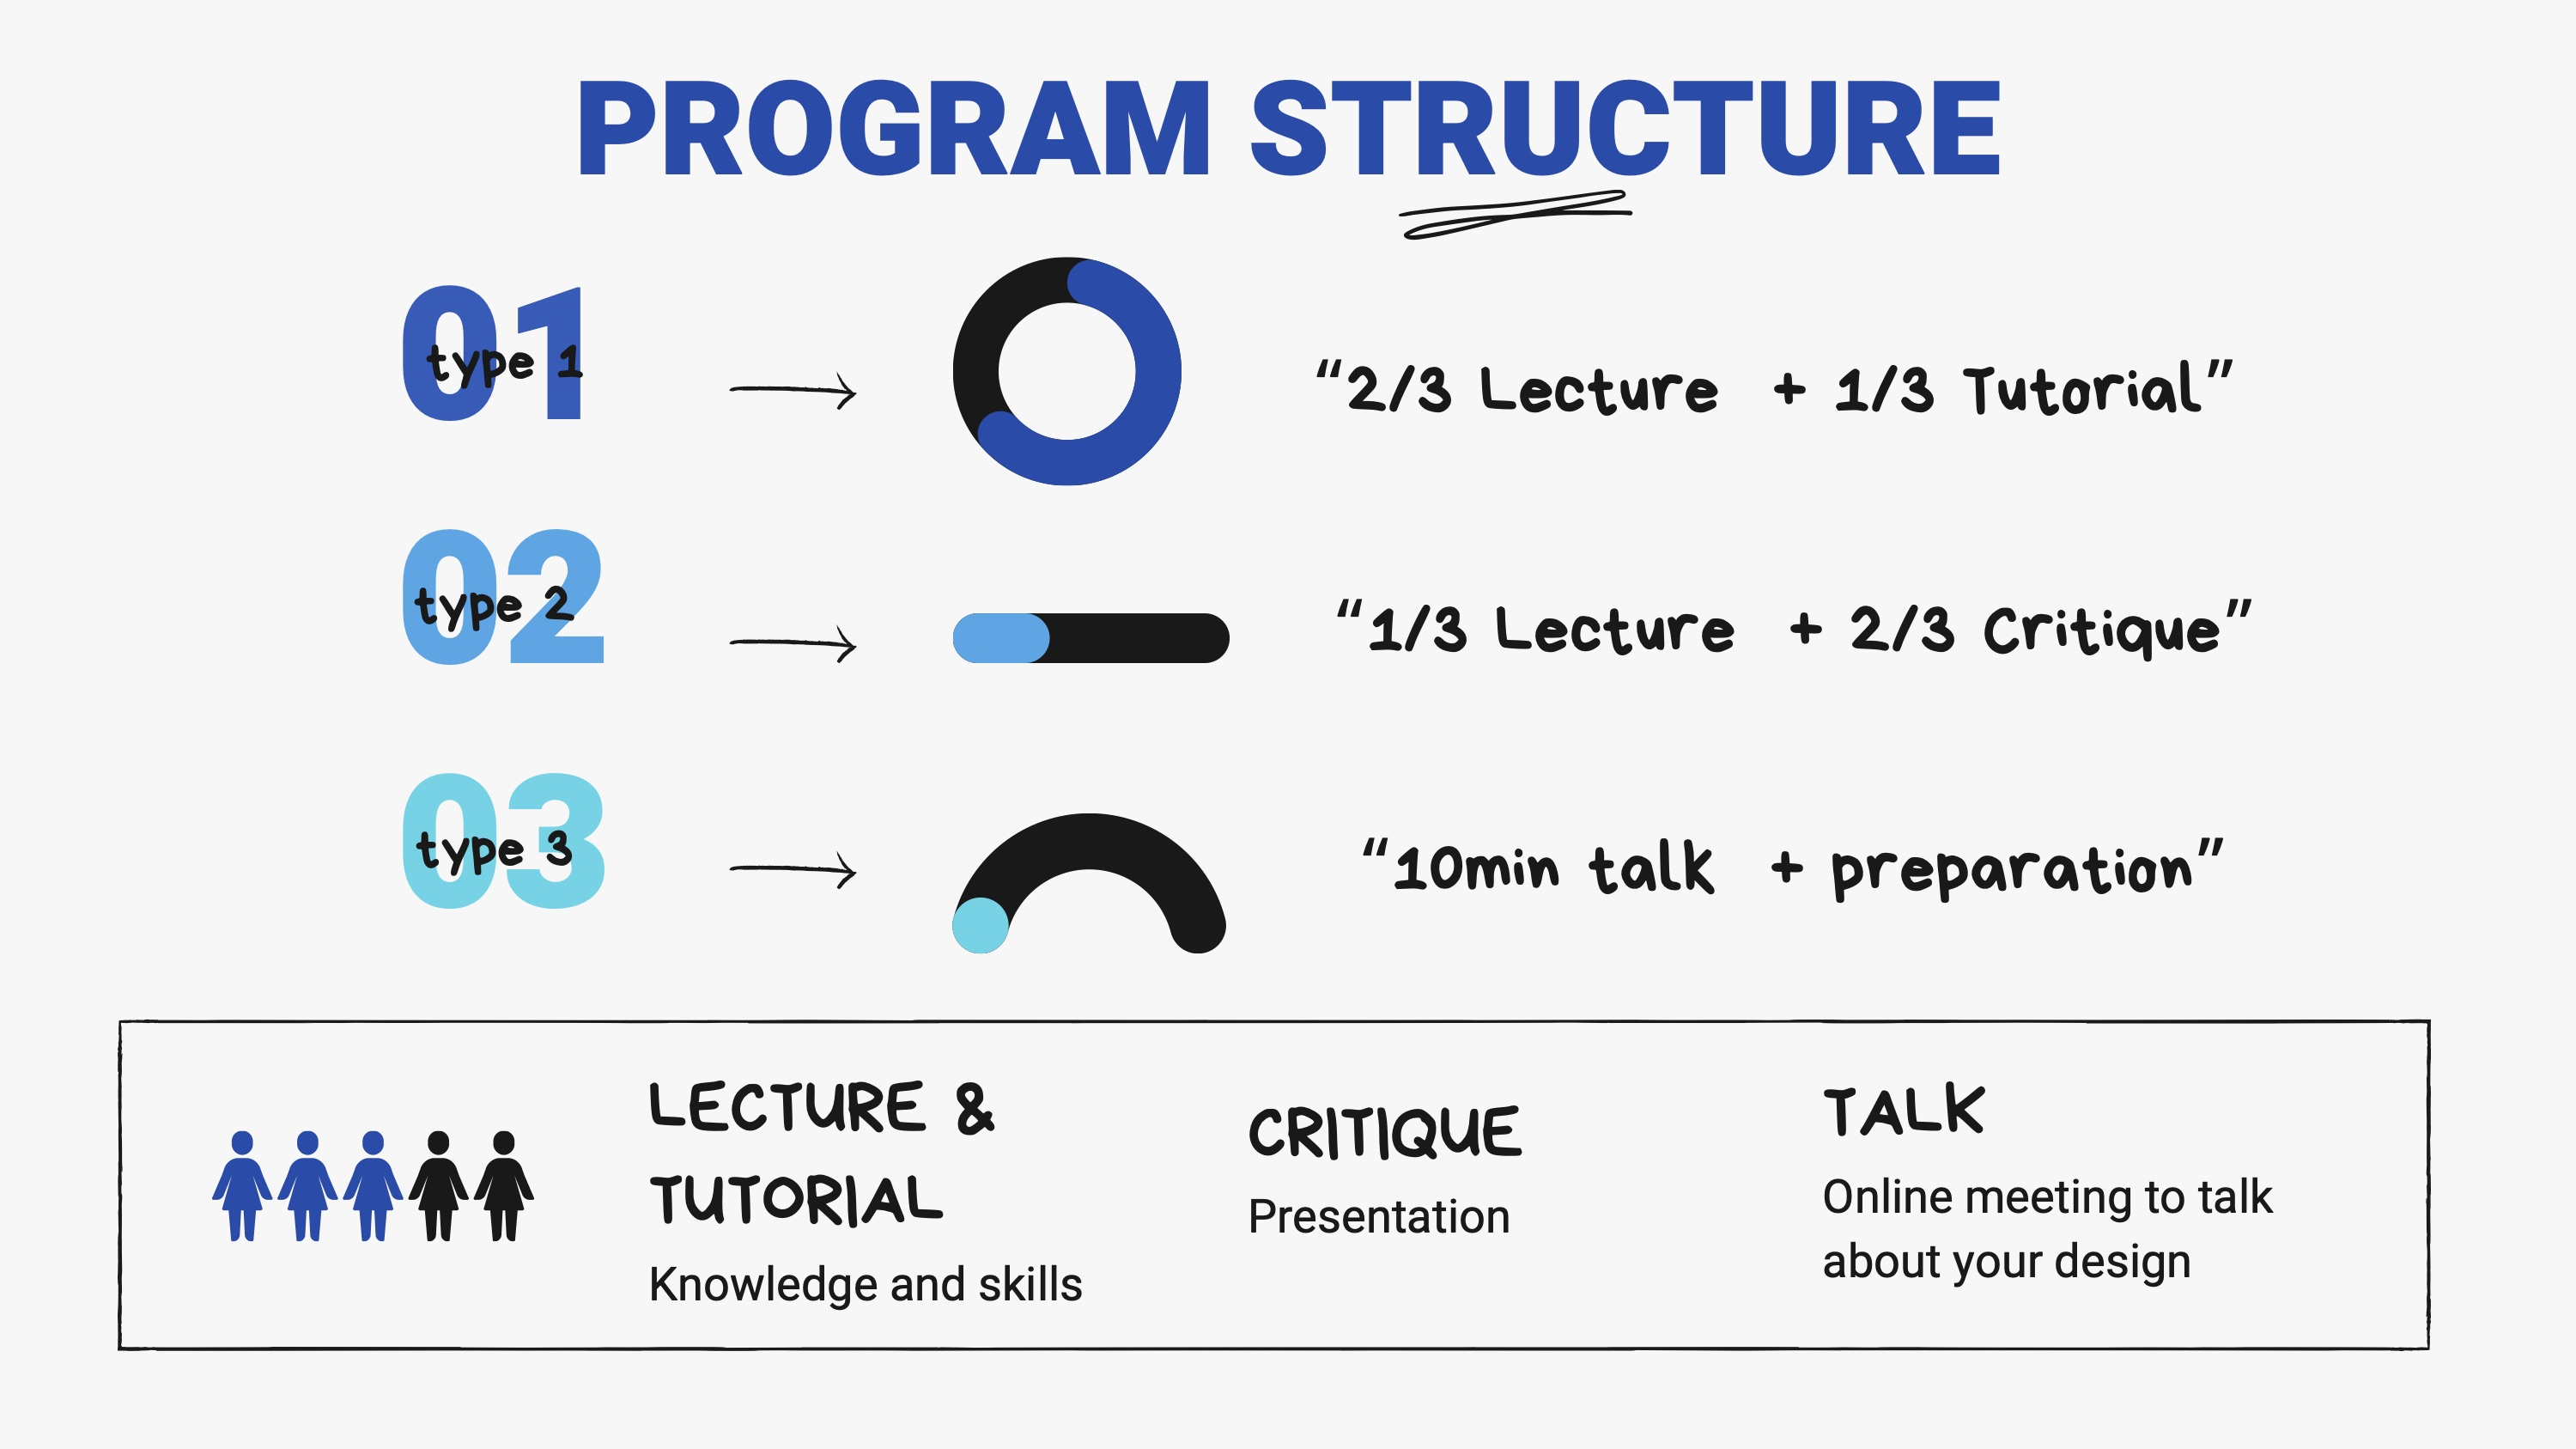 PROGRAM STRUCTURE
01
type 1
“2/3 Lecture + 1/3 Tutorial”
02
type 2
“1/3 Lecture + 2/3 Critique”
03
type 3
“10min talk + preparation”
LECTURE &
TUTORIAL
Knowledge and skills
CRITIQUE
Presentation
TALK
Online meeting to talk
about your design